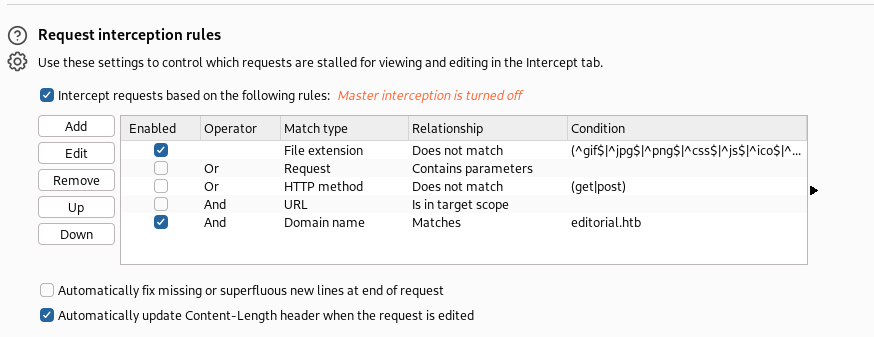 Request interception rules
Use these settings to control which requests are stalled for viewing and editing in the Intercept tab.
Intercept requests based on the following rules: Master interception is turned off
Add
Edit
Remove
Up
Down
Enabled Operator Match type Relationship Condition
File extension Does not match (^gif$|^jpg$|^png$|^css$|^js$|^ico$|^...
Or Request Contains parameters
Or HTTP method Does not match (get|post)
And URL Is in target scope
And Domain name Matches editorial.htb
Automatically fix missing or superfluous new lines at end of request
Automatically update Content-Length header when the request is edited